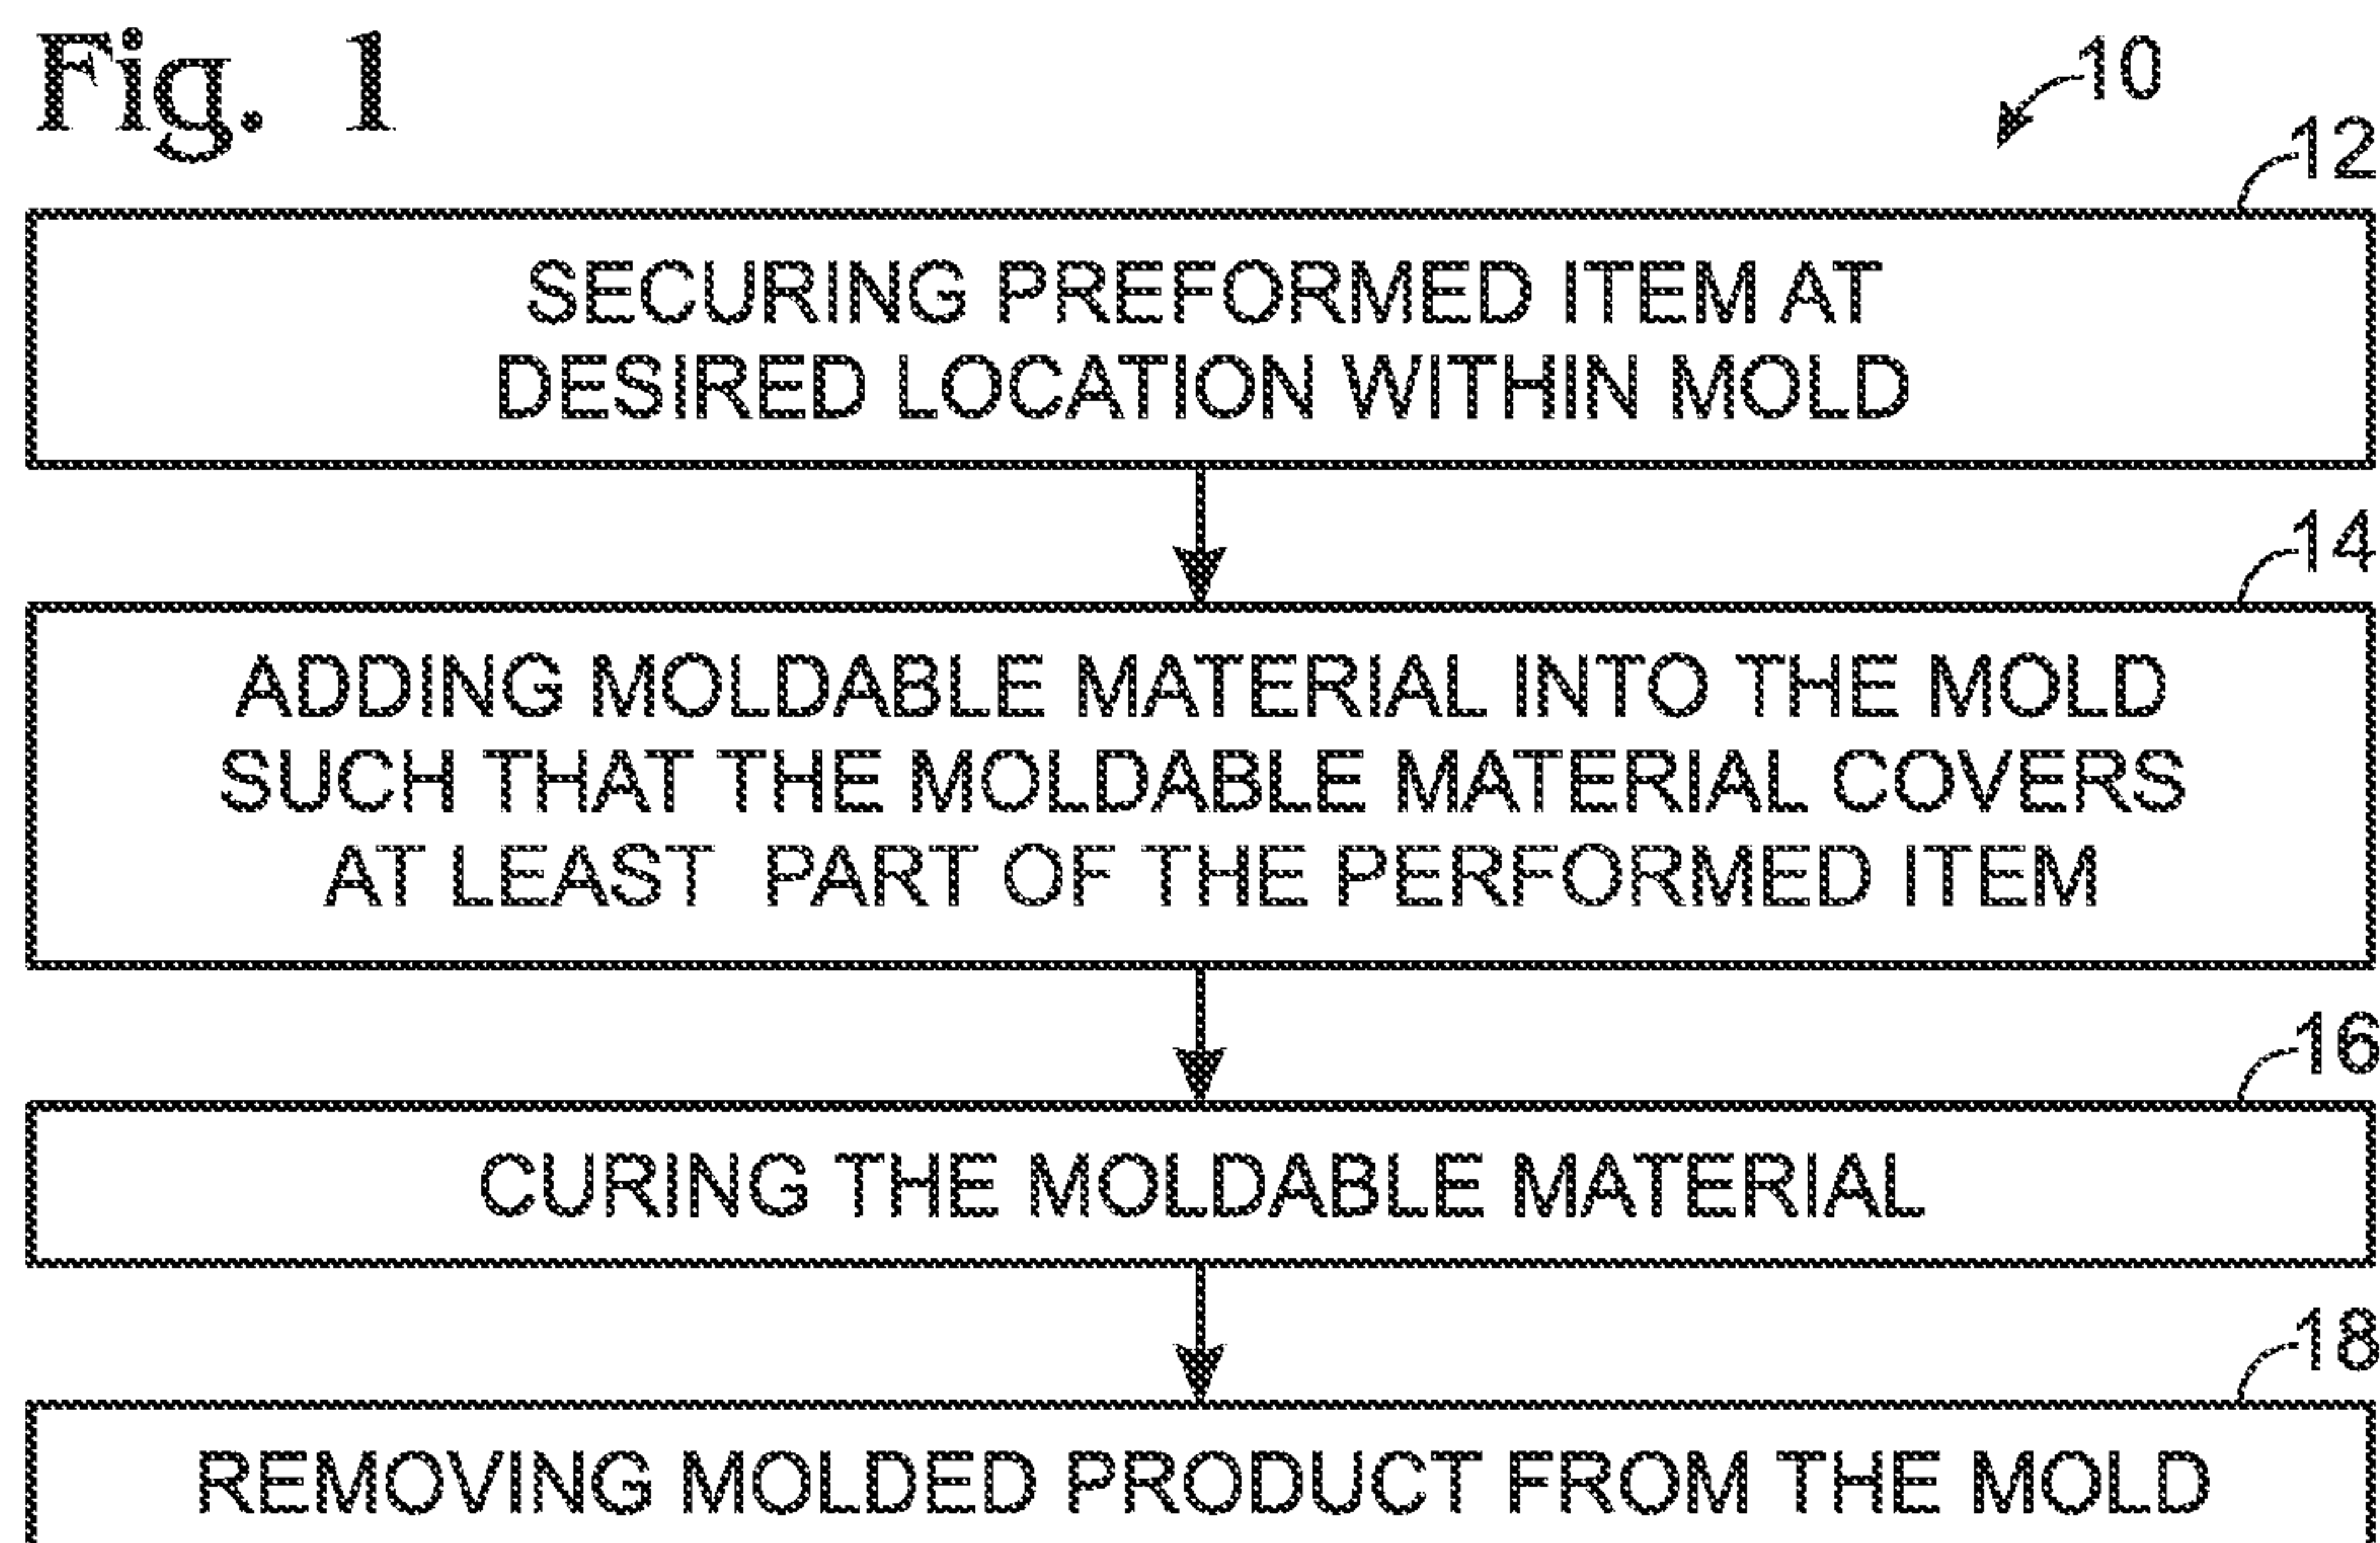 Fig. 1
10
12
SECURING PREFORMED ITEM AT
DESIRED LOCATION WITHIN MOLD
14
ADDING MOLDABLE MATERIAL INTO THE MOLD
SUCH THAT THE MOLDABLE MATERIAL COVERS
AT LEAST PART OF THE PERFORMED ITEM
16
CURING THE MOLDABLE MATERIAL
18
REMOVING MOLDED PRODUCT FROM THE MOLD